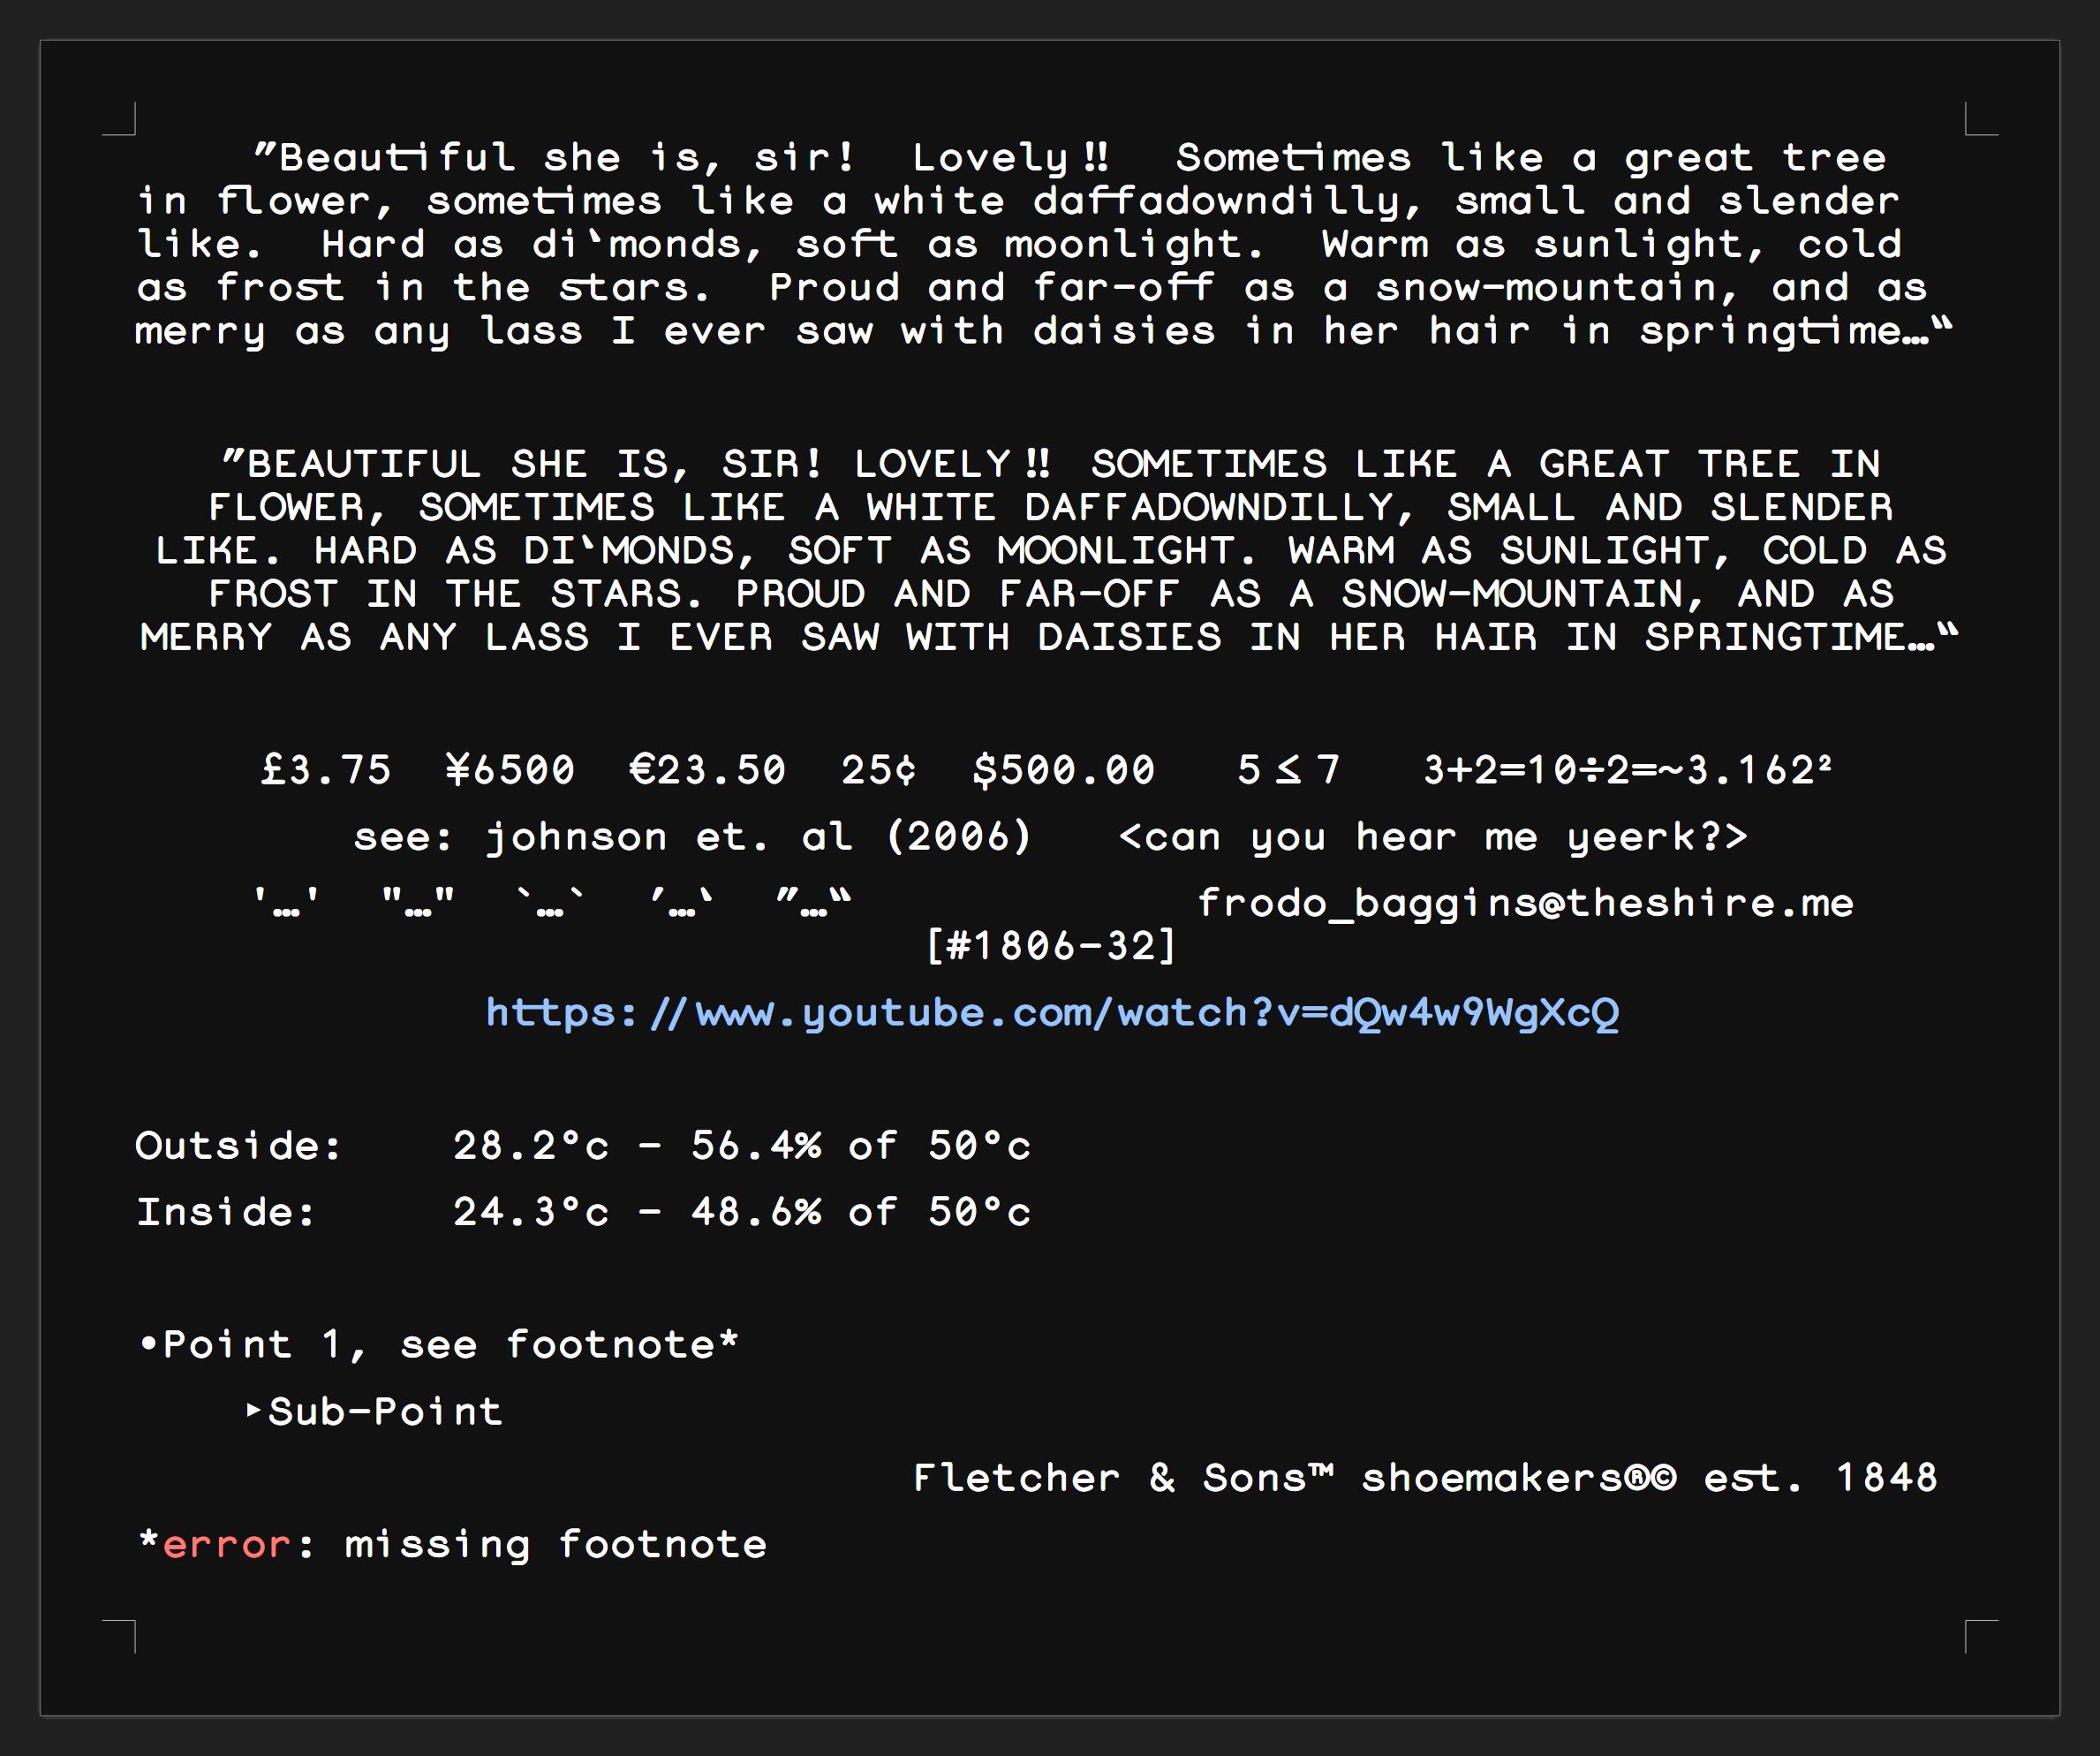 ″Beautiful she is, sir!  Lovely‼  Sometimes like a great tree
in flower, sometimes like a white daffadowndilly, small and slender
like.  Hard as di‵monds, soft as moonlight.  Warm as sunlight, cold
as frost in the stars.  Proud and far-off as a snow-mountain, and as
merry as any lass I ever saw with daisies in her hair in springtime…‶
″BEAUTIFUL SHE IS, SIR! LOVELY‼ SOMETIMES LIKE A GREAT TREE IN
FLOWER, SOMETIMES LIKE A WHITE DAFFADOWNDILLY, SMALL AND SLENDER
LIKE. HARD AS DI‵MONDS, SOFT AS MOONLIGHT. WARM AS SUNLIGHT, COLD AS
FROST IN THE STARS. PROUD AND FAR-OFF AS A SNOW-MOUNTAIN, AND AS
MERRY AS ANY LASS I EVER SAW WITH DAISIES IN HER HAIR IN SPRINGTIME…‶
£3.75  ¥6500  €23.50  25¢  $500.00   5≤7   3+2=10÷2=~3.162²
see: johnson et. al (2006)   <can you hear me yeerk?>
'…'  "…"  `…`  ′…‵  ″…‶             frodo_baggins@theshire.me
[#1806-32]
https://www.youtube.com/watch?v=dQw4w9WgXcQ
Outside:    28.2°c - 56.4% of 50°c
Inside:     24.3°c - 48.6% of 50°c
•Point 1, see footnote*
‣Sub-Point
Fletcher & Sons™ shoemakers®© est. 1848
*error: missing footnote